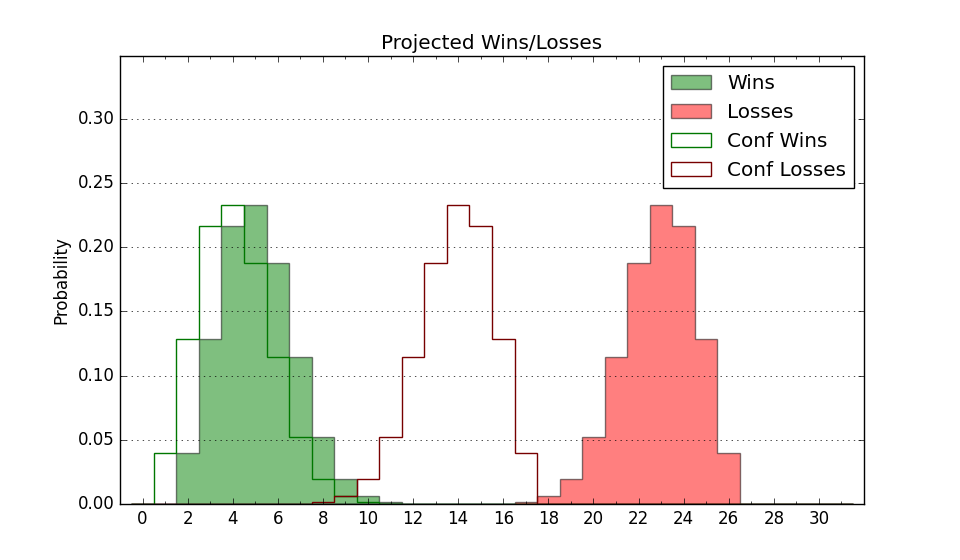 Projected Wins/Losses
Wins
Losses
Conf Wins
Conf Losses
Probability
0.30
0.25
0.20
0.15
0.10
0.05
0.00
0 2 4 6 8 10 12 14 16 18 20 22 24 26 28 30